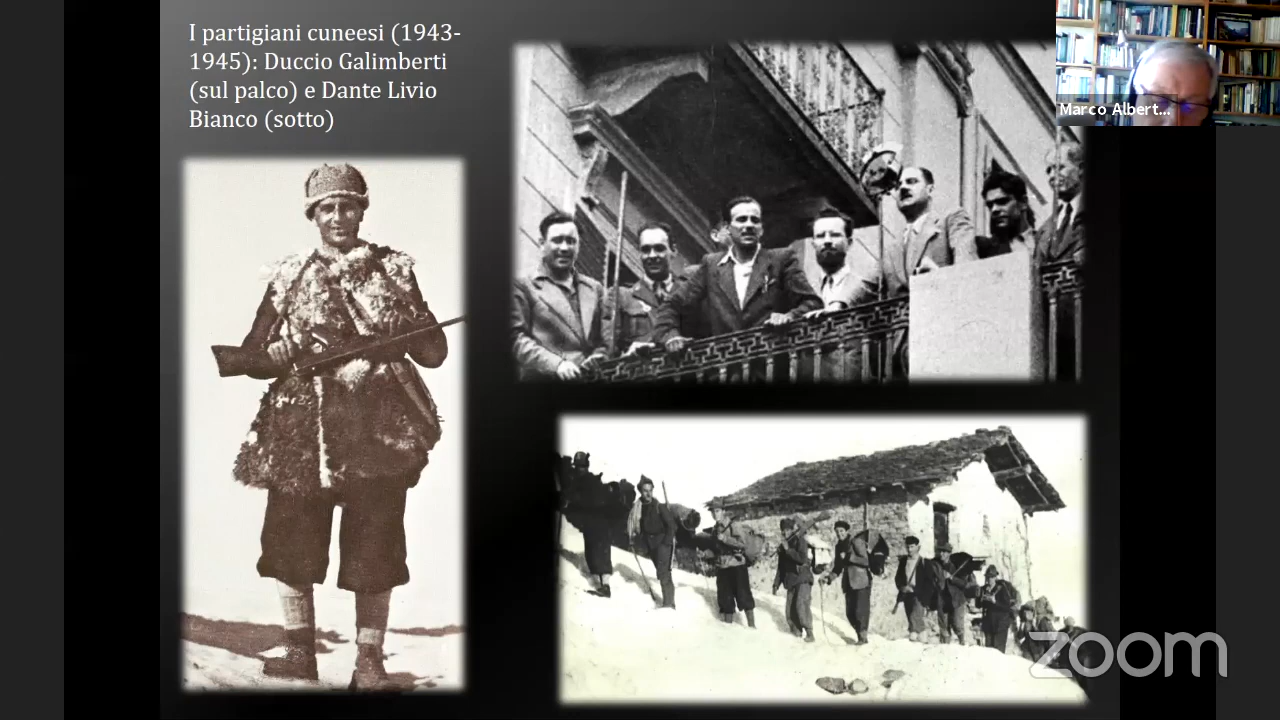 I partigiani cuneesi (1943-
1945): Duccio Galimberti
(sul palco) e Dante Livio
Bianco (sotto)
Marco Albert...
zoom